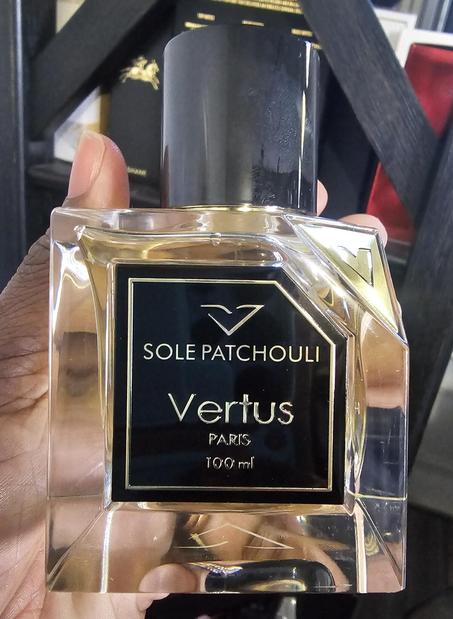 SOLE PATCHOULI
Vertus
PARIS
100 ml